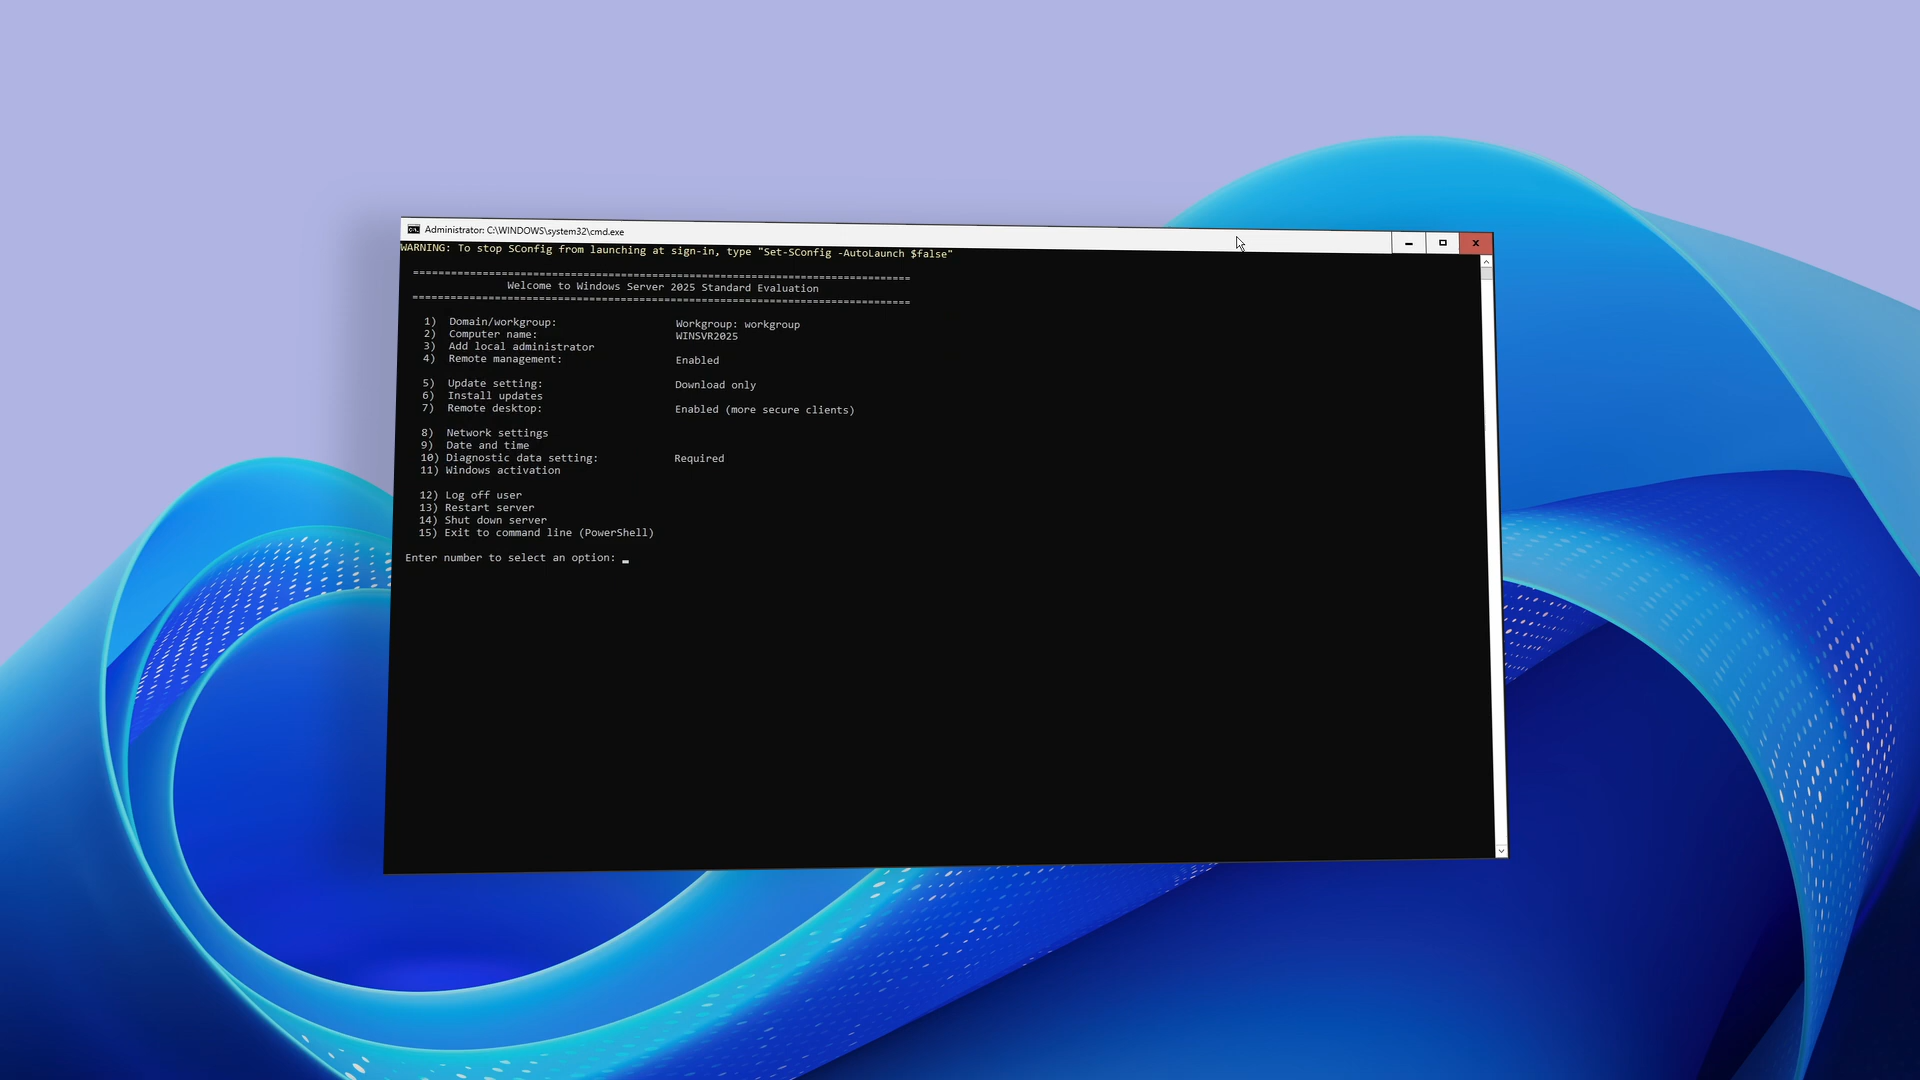 Administrator: C:\WINDOWS\system32\cmd.exe
WARNING: To stop SConfig from launching at sign-in, type "Set-SConfig -AutoLaunch $false"
===============================================================================
Welcome to Windows Server 2025 Standard Evaluation
===============================================================================
1) Domain/workgroup: Workgroup: workgroup
2) Computer name: WINSVR2025
3) Add local administrator
4) Remote management: Enabled
5) Update setting: Download only
6) Install updates
7) Remote desktop: Enabled (more secure clients)
8) Network settings
9) Date and time
10) Diagnostic data setting: Required
11) Windows activation
12) Log off user
13) Restart server
14) Shut down server
15) Exit to command line (PowerShell)
Enter number to select an option: _